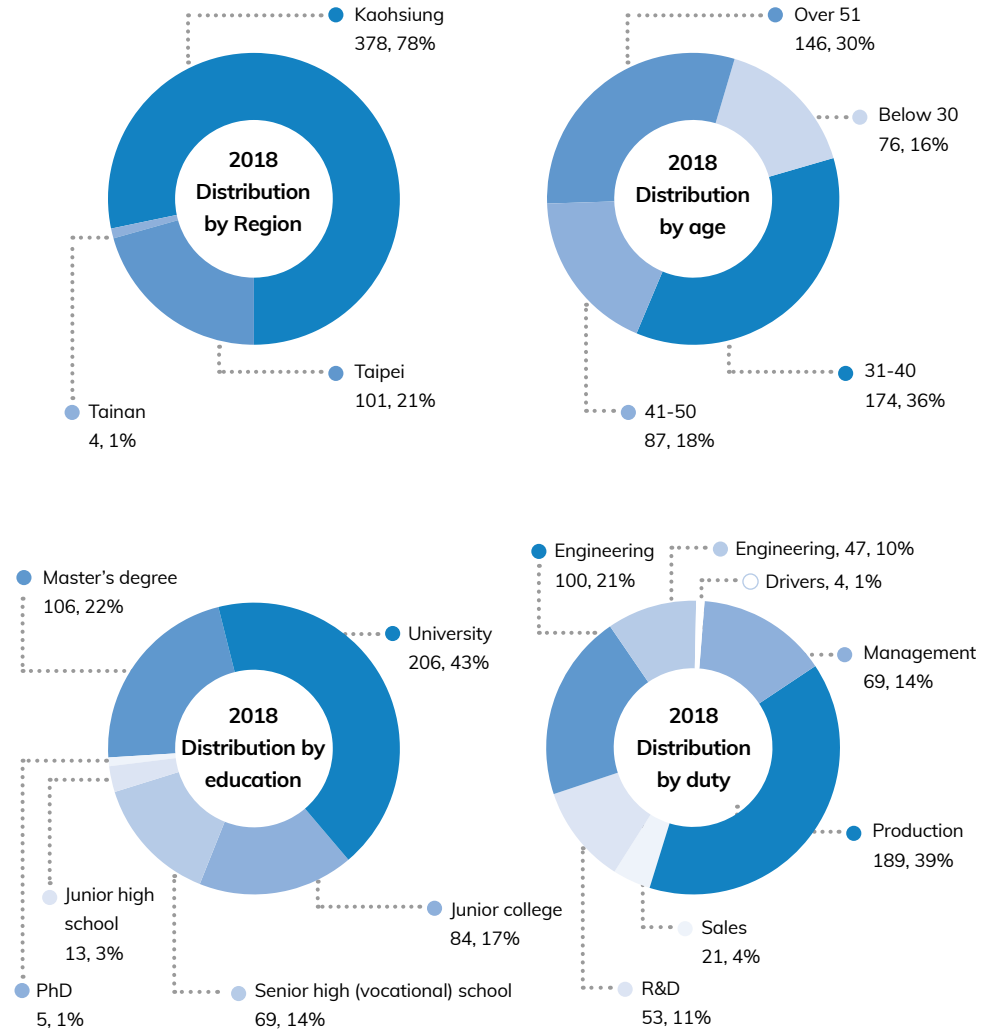 Kaohsiung
378, 78%
2018
Distribution
by Region
Taipei
101, 21%
Tainan
4, 1%
Over 51
146, 30%
Below 30
76, 16%
2018
Distribution
by age
31-40
174, 36%
41-50
87, 18%
Master's degree
106, 22%
University
206, 43%
2018
Distribution by
education
Junior high
school
13, 3%
Junior college
84, 17%
PhD
5, 1%
Senior high (vocational) school
69, 14%
Engineering
100, 21%
Engineering, 47, 10%
Drivers, 4, 1%
Management
69, 14%
2018
Distribution
by duty
Production
189, 39%
Sales
21, 4%
R&D
53, 11%